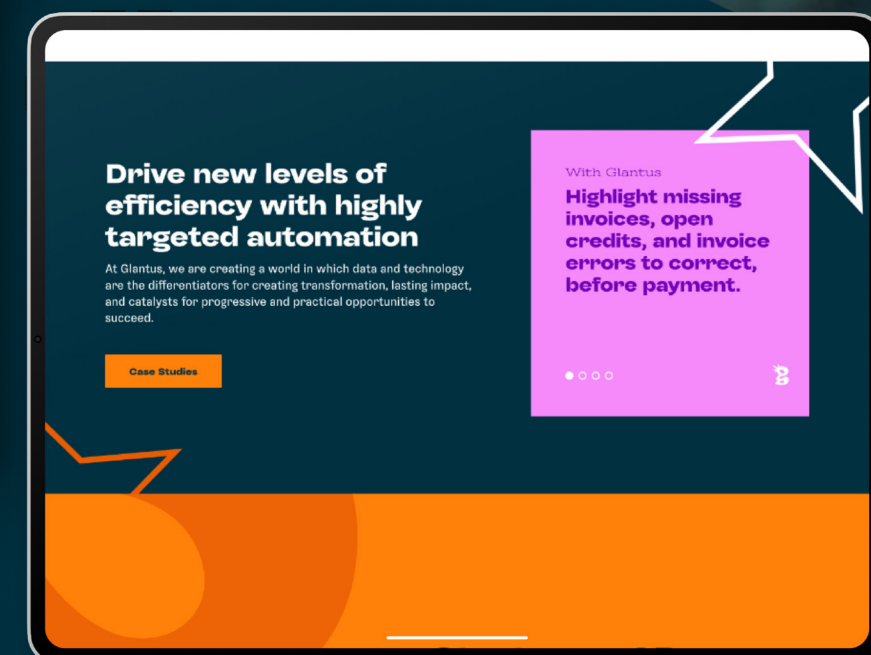 Drive new levels of
efficiency with highly
targeted automation
At Glantus, we are creating a world in which data and technology
are the differentiators for creating transformation, lasting impact,
and catalysts for progressive and practical opportunities to
succeed.
Case Studies
With Glantus
Highlight missing
invoices, open
credits, and invoice
errors to correct,
before payment.